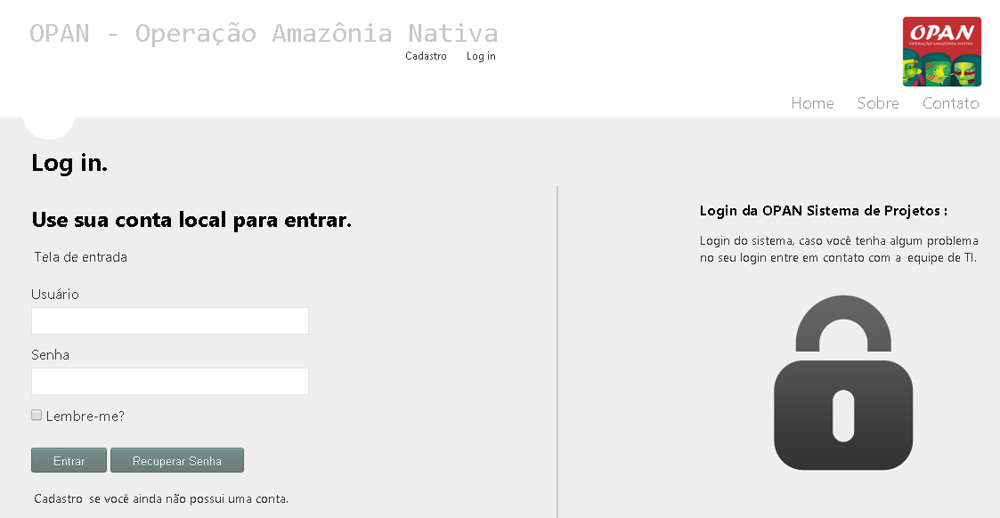 OPAN - Operação Amazônia Nativa
Cadastro Log in
OPAN
OPERAÇÃO AMAZÔNIA NATIVA
Home Sobre Contato
Log in.
Use sua conta local para entrar.
Tela de entrada
Usuário
Senha
Lembre-me?
Entrar Recuperar Senha
Cadastro se você ainda não possui uma conta.
Login da OPAN Sistema de Projetos :
Login do sistema, caso você tenha algum problema
no seu login entre em contato com a equipe de TI.